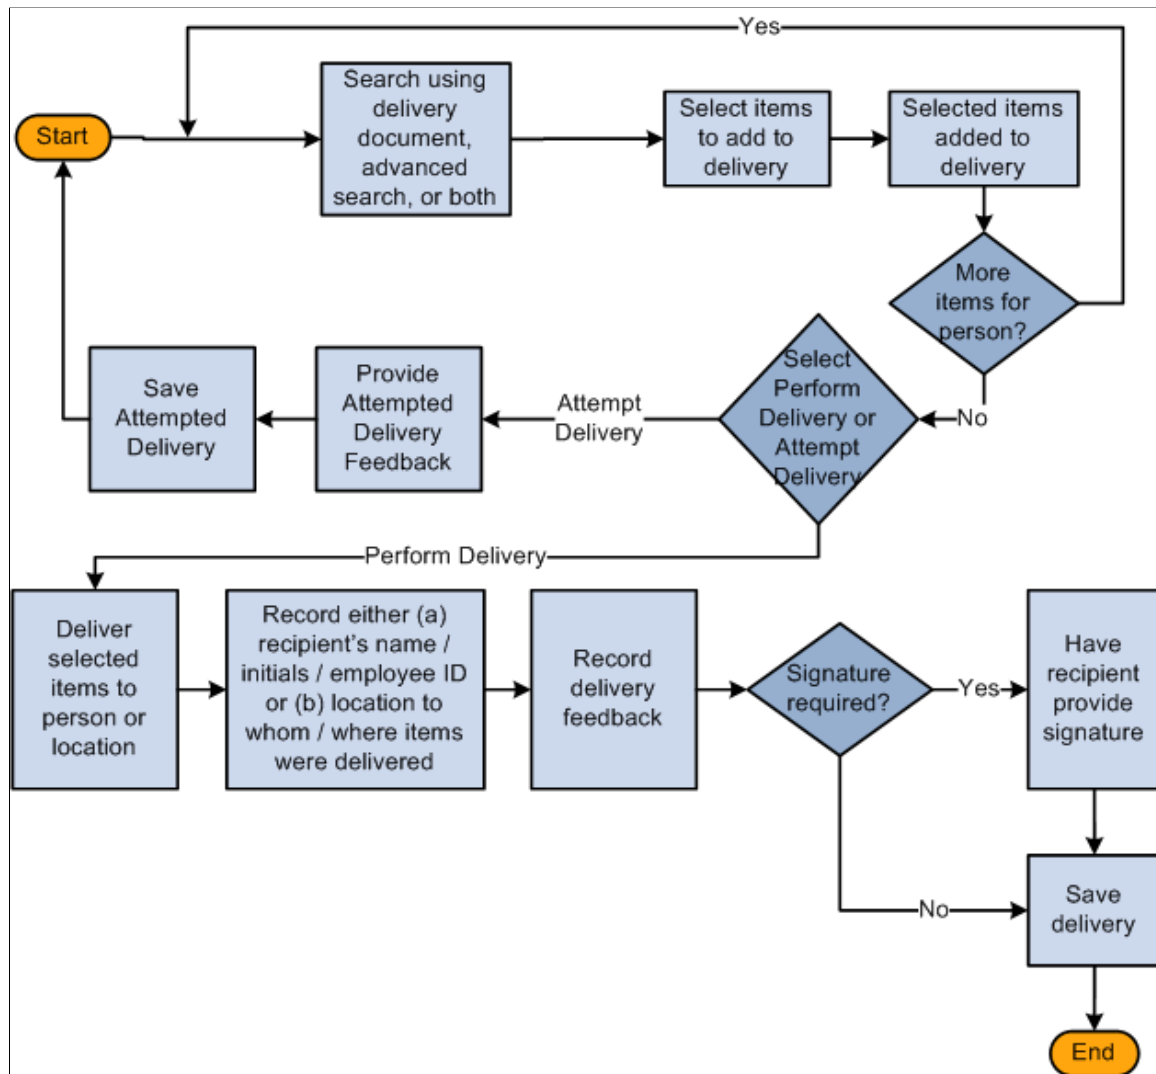 Yes
Start
Search using
delivery
document,
advanced
search, or both
Select items
to add to
delivery
Selected items
added to
delivery
More
items for
person?
No
Select
Perform
Delivery or
Attempt
Delivery
Attempt
Delivery
Provide
Attempted
Delivery
Feedback
Save
Attempted
Delivery
Perform Delivery
Deliver
selected
items to
person or
location
Record either (a)
recipient's name /
initials / employee ID
or (b) location to
whom / where items
were delivered
Record
delivery
feedback
Signature
required?
Yes
Have
recipient
provide
signature
No
Save
delivery
End